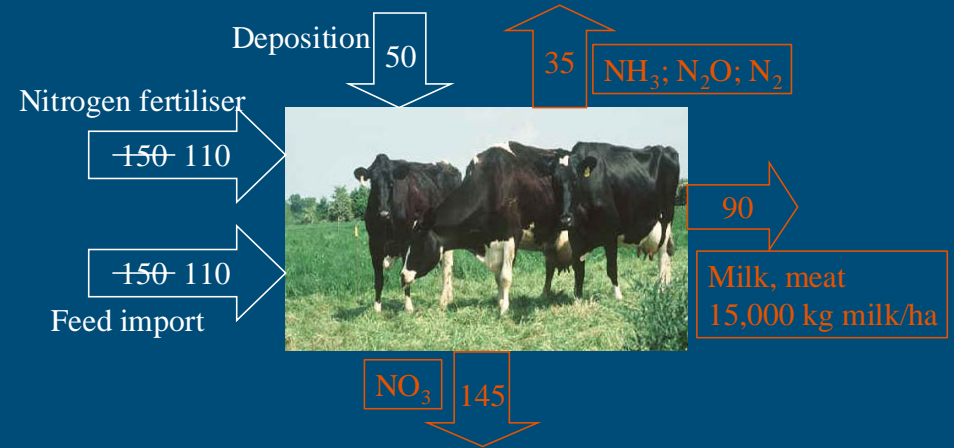 Deposition
50
35
NH₃; N₂O; N₂
Nitrogen fertiliser
150 110
90
150 110
Feed import
Milk, meat
15,000 kg milk/ha
NO₃
145